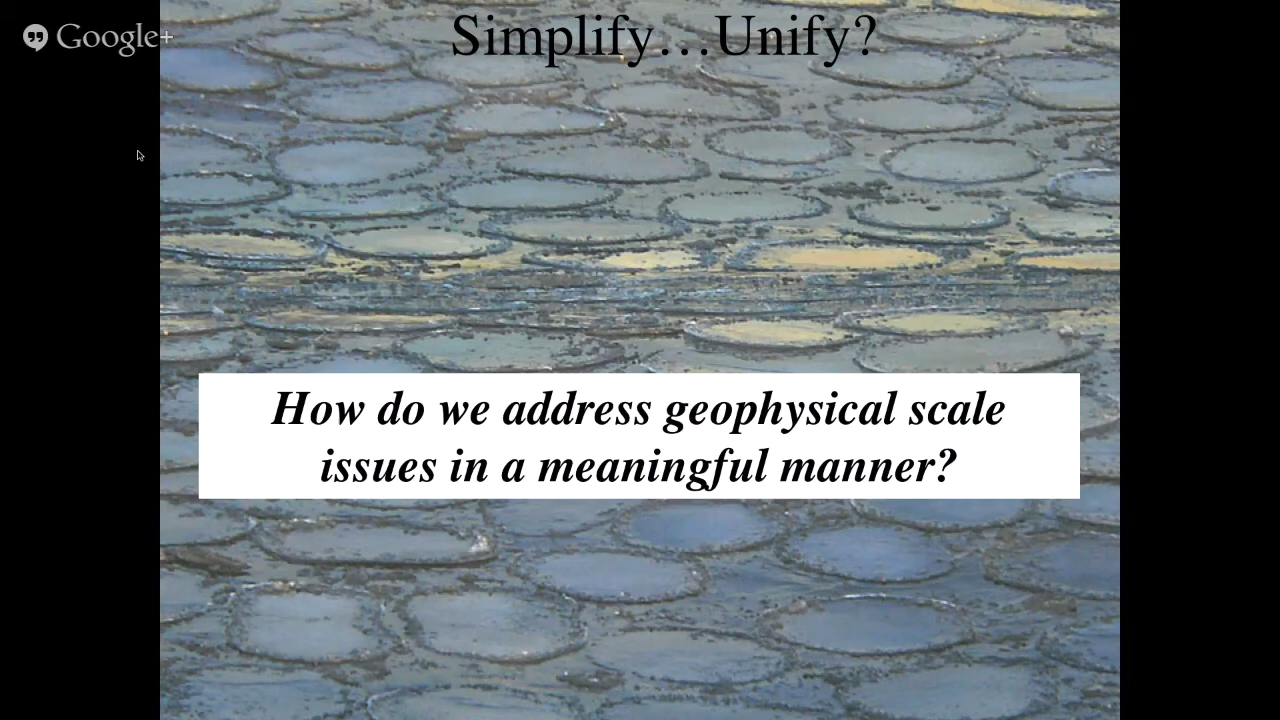 Google+
Simplify…Unify?
How do we address geophysical scale
issues in a meaningful manner?